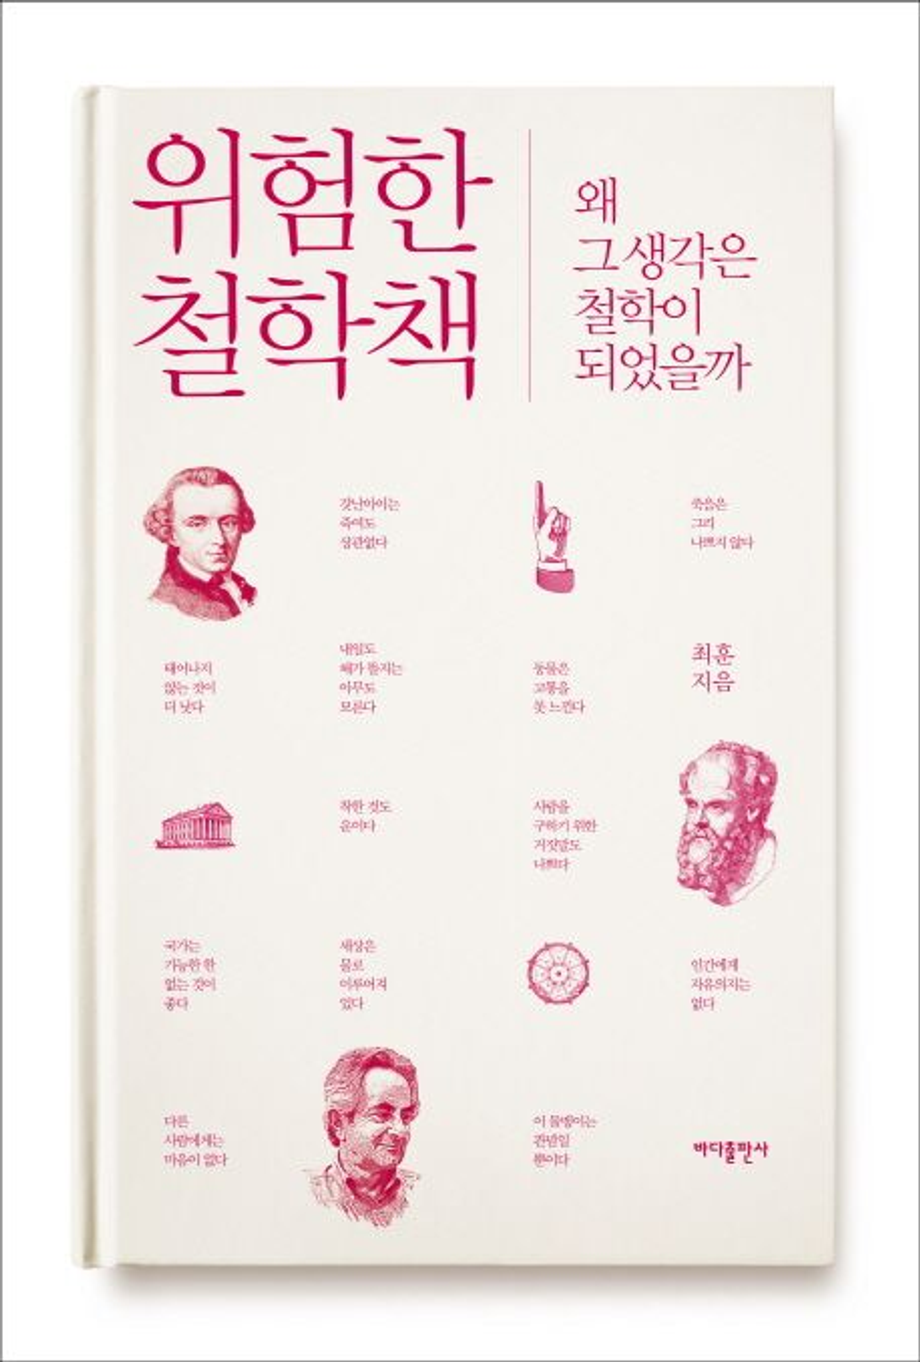 위험한
철학책
왜
그 생각은
철학이
되었을까
갓난아이는
죽여도
상관없다
죽음은
그리
나쁘지 않다
태어나지
않는 것이
더 낫다
내일도
해가 뜰지는
아무도
모른다
동물은
고통을
못 느낀다
최훈
지음
착한 것도
운이다
사람을
구하기 위한
거짓말도
나쁘다
국가는
가능한 한
없는 것이
좋다
세상은
물로
이루어져
있다
인간에게
자유의지는
없다
다른
사람에게는
마음이 없다
이 몸뚱이는
관념일
뿐이다
바다출판사